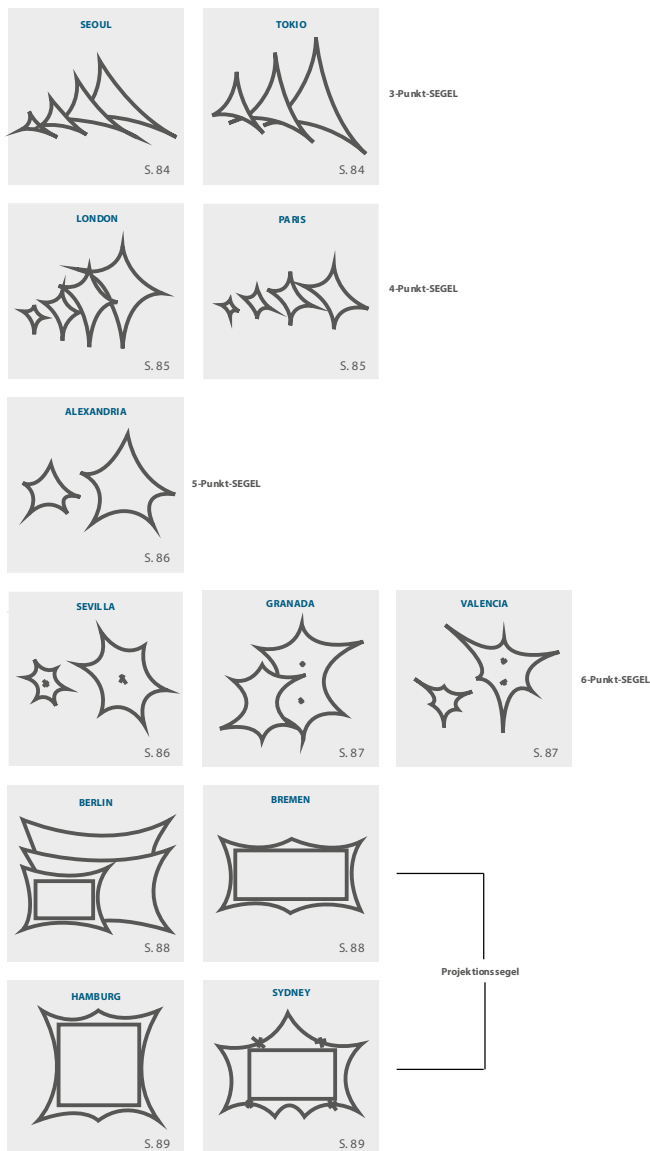 SEOUL
TOKIO
3-Punkt-SEGEL
S. 84
S. 84
LONDON
PARIS
4-Punkt-SEGEL
S. 85
S. 85
ALEXANDRIA
5-Punkt-SEGEL
S. 86
SEVILLA
GRANADA
VALENCIA
6-Punkt-SEGEL
S. 86
S. 87
S. 87
BERLIN
BREMEN
S. 88
S. 88
Projektionssegel
HAMBURG
SYDNEY
S. 89
S. 89